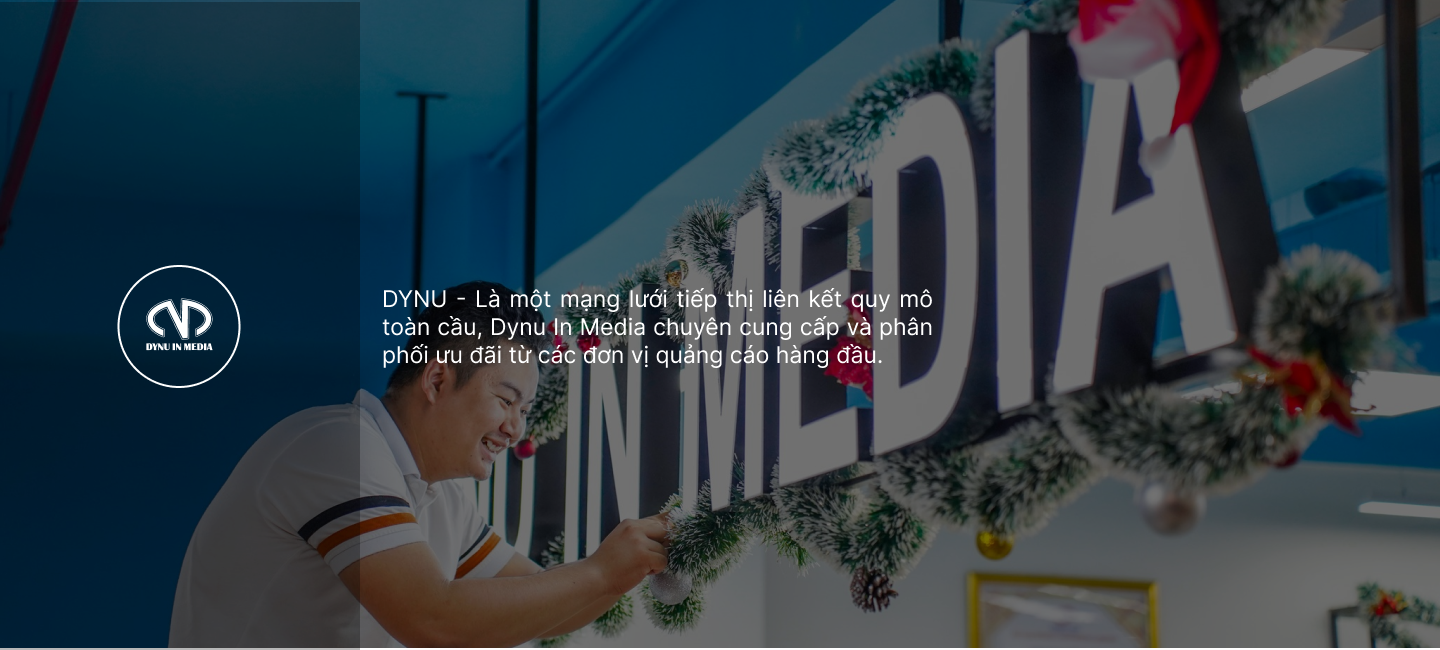 DYNU IN MEDIA
DYNU - Là một mạng lưới tiếp thị liên kết quy mô
toàn cầu, Dynu In Media chuyên cung cấp và phân
phối ưu đãi từ các đơn vị quảng cáo hàng đầu.
U IN MEDIA